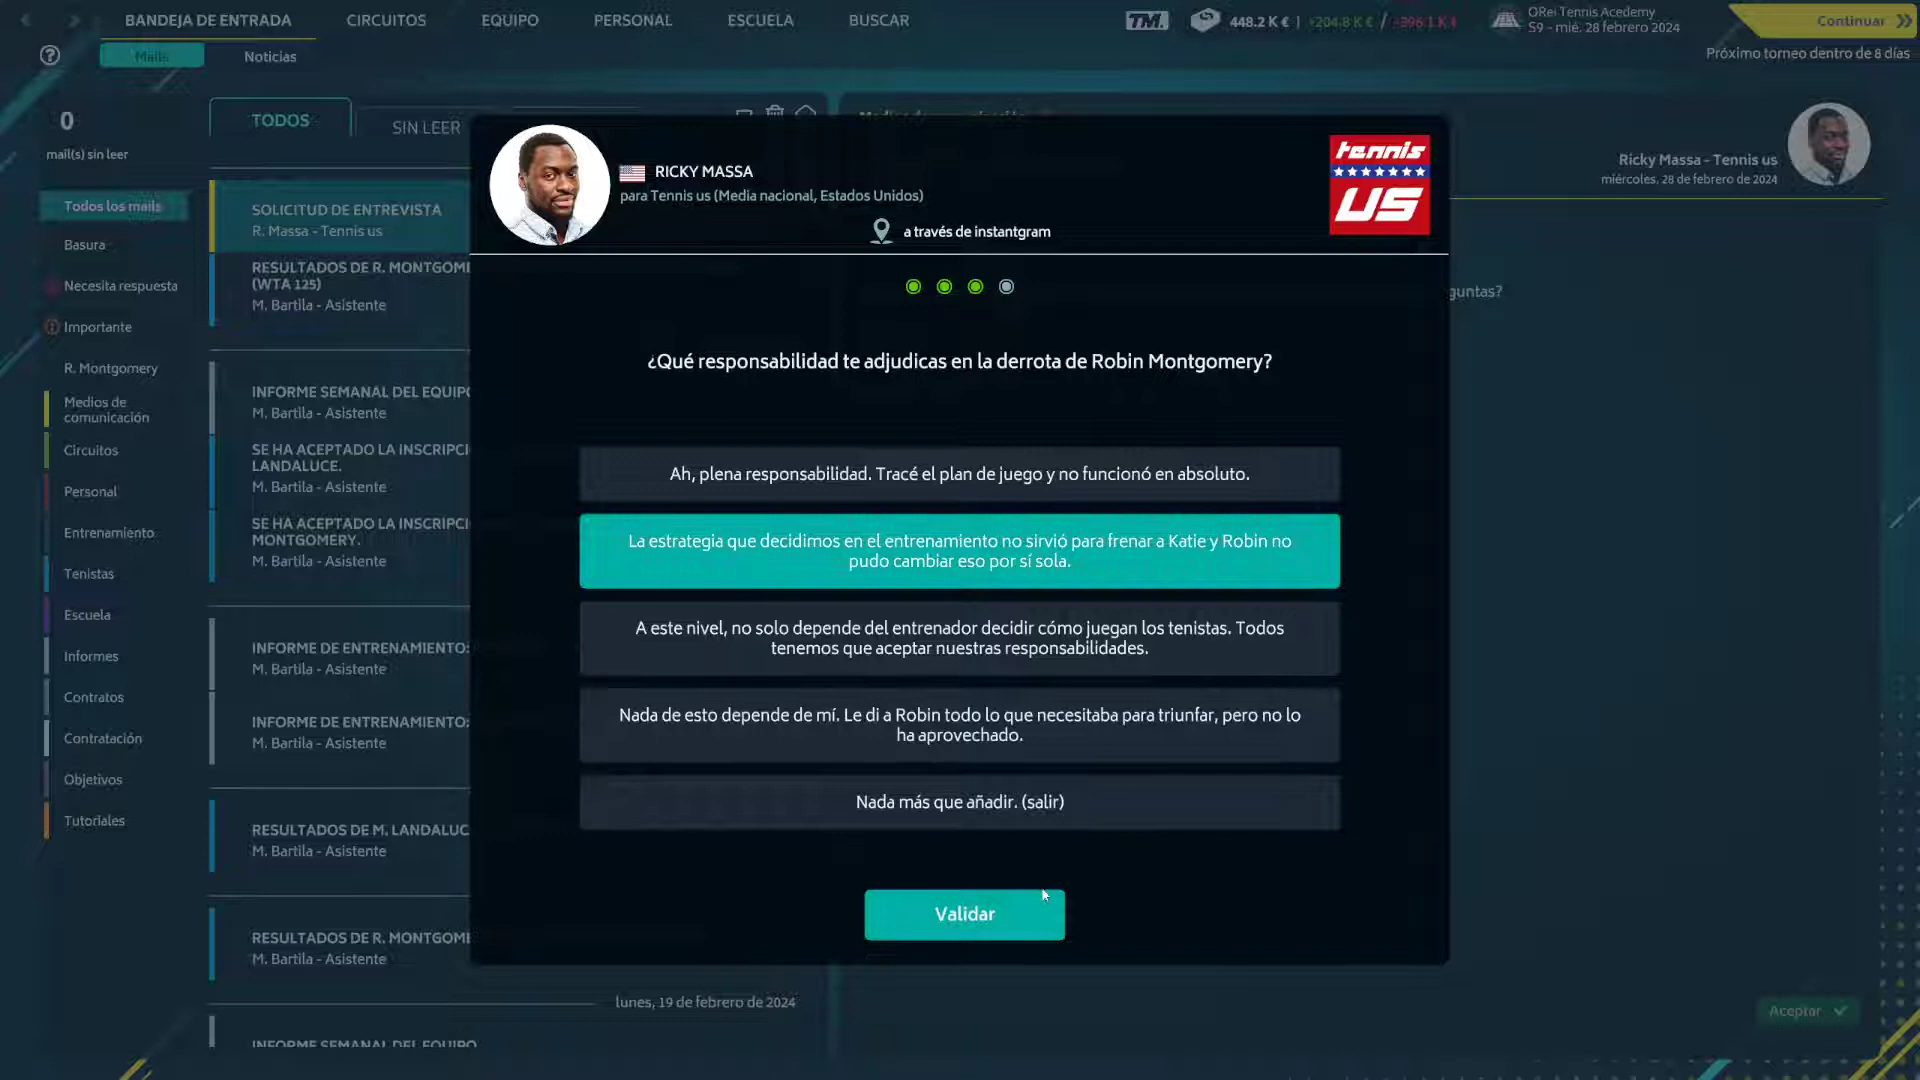 BANDEJA DE ENTRADA
CIRCUITOS
EQUIPO
PERSONAL
ESCUELA
BUSCAR
TM.
448.2 K € | +204.8 K € / -396.1 K €
ORei Tennis Acedemy
S9 - mié. 28 febrero 2024
Continuar
Próximo torneo dentro de 8 días
Mails
Noticias
0
mail(s) sin leer
TODOS
SIN LEER
Todos los mails
Basura
Necesita respuesta
Importante
R. Montgomery
Medios de
comunicación
Circuitos
Personal
Entrenamiento
Tenistas
Escuela
Informes
Contratos
Contratación
Objetivos
Tutoriales
SOLICITUD DE ENTREVISTA
R. Massa - Tennis us
RESULTADOS DE R. MONTGOME
(WTA 125)
M. Bartila - Asistente
INFORME SEMANAL DEL EQUIPO
M. Bartila - Asistente
SE HA ACEPTADO LA INSCRIPCI
LANDALUCE.
M. Bartila - Asistente
SE HA ACEPTADO LA INSCRIPCI
MONTGOMERY.
M. Bartila - Asistente
INFORME DE ENTRENAMIENTO:
M. Bartila - Asistente
INFORME DE ENTRENAMIENTO:
M. Bartila - Asistente
RESULTADOS DE M. LANDALUC
M. Bartila - Asistente
RESULTADOS DE R. MONTGOME
M. Bartila - Asistente
lunes, 19 de febrero de 2024
INFORME SEMANAL DEL EQUIPO
RICKY MASSA
para Tennis us (Media nacional, Estados Unidos)
a través de instantgram
tennis
US
¿Qué responsabilidad te adjudicas en la derrota de Robin Montgomery?
Ah, plena responsabilidad. Tracé el plan de juego y no funcionó en absoluto.
La estrategia que decidimos en el entrenamiento no sirvió para frenar a Katie y Robin no
pudo cambiar eso por sí sola.
A este nivel, no solo depende del entrenador decidir cómo juegan los tenistas. Todos
tenemos que aceptar nuestras responsabilidades.
Nada de esto depende de mí. Le di a Robin todo lo que necesitaba para triunfar, pero no lo
ha aprovechado.
Nada más que añadir. (salir)
Validar
Ricky Massa - Tennis us
miércoles, 28 de febrero de 2024
guntas?
Aceptar